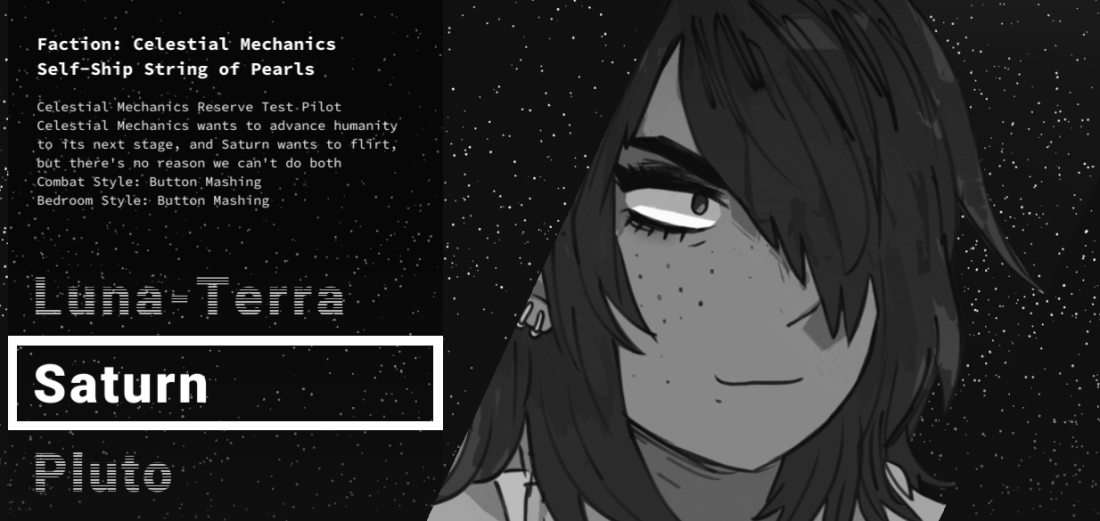 Faction: Celestial Mechanics
Self-Ship String of Pearls
Celestial Mechanics Reserve Test Pilot
Celestial Mechanics wants to advance humanity
to its next stage, and Saturn wants to flirt,
but there's no reason we can't do both
Combat Style: Button Mashing
Bedroom Style: Button Mashing
Luna-Terra
Saturn
Pluto